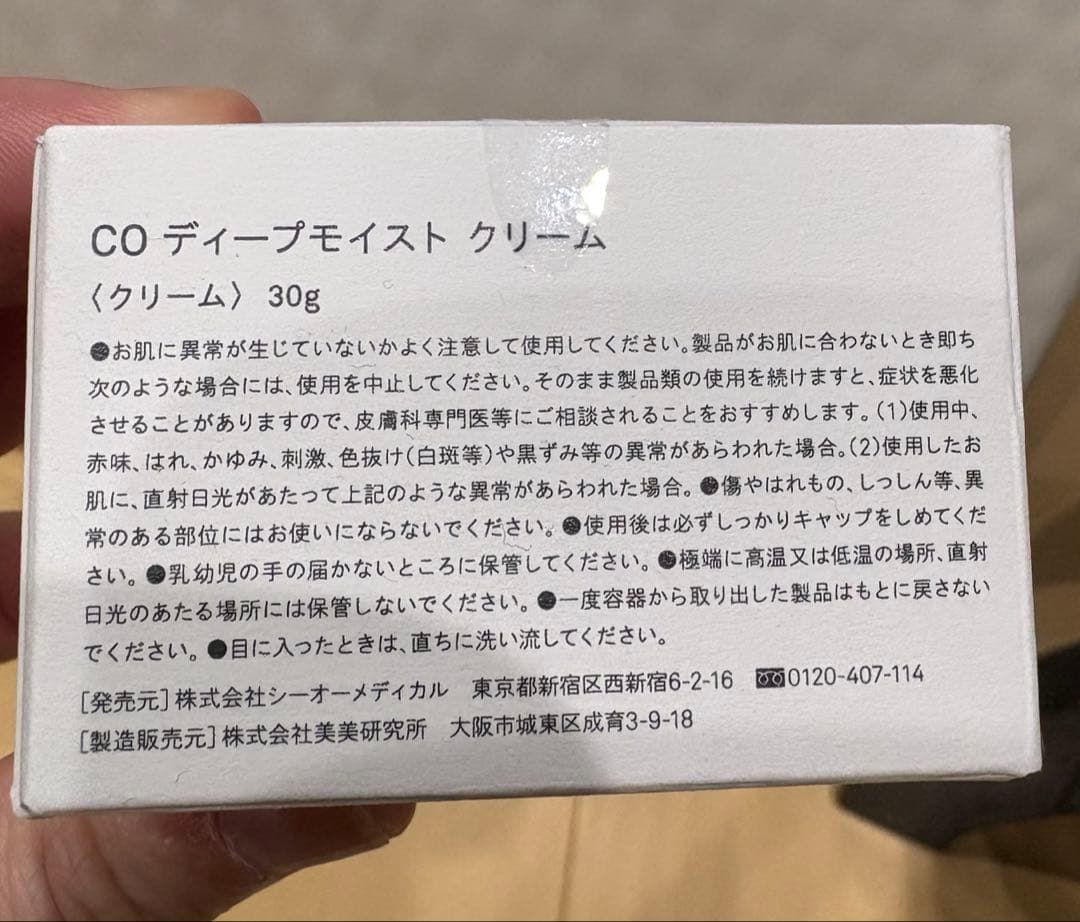 CO ディープモイスト クリーム
〈クリーム〉 30g
●お肌に異常が生じていないかよく注意して使用してください。製品がお肌に合わないとき即ち
次のような場合には、使用を中止してください。そのまま製品類の使用を続けますと、症状を悪化
させることがありますので、皮膚科専門医等にご相談されることをおすすめします。(1)使用中、
赤味、はれ、かゆみ、刺激、色抜け(白斑等)や黒ずみ等の異常があらわれた場合。(2)使用したお
肌に、直射日光があたって上記のような異常があらわれた場合。●傷やはれもの、しっしん等、異
常のある部位にはお使いにならないでください。●使用後は必ずしっかりキャップをしめてくだ
さい。●乳幼児の手の届かないところに保管してください。●極端に高温又は低温の場所、直射
日光のあたる場所には保管しないでください。●一度容器から取り出した製品はもとに戻さない
でください。●目に入ったときは、直ちに洗い流してください。
[発売元]株式会社シーオーメディカル 東京都新宿区西新宿6-2-16 0120-407-114
[製造販売元]株式会社美美研究所 大阪市城東区成育3-9-18